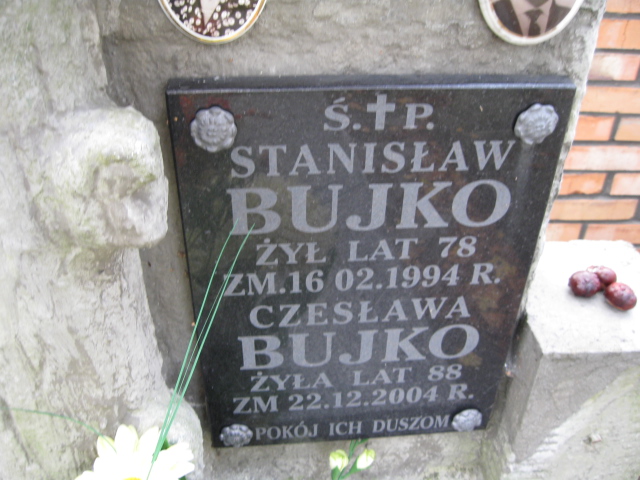 Ś.✝P.
STANISŁAW
BUJKO
ŻYŁ LAT 78
ZM.16 02.1994 R.
CZESŁAWA
BUJKO
ŻYŁA LAT 88
ZM 22.12.2004 R.
POKÓJ ICH DUSZOM